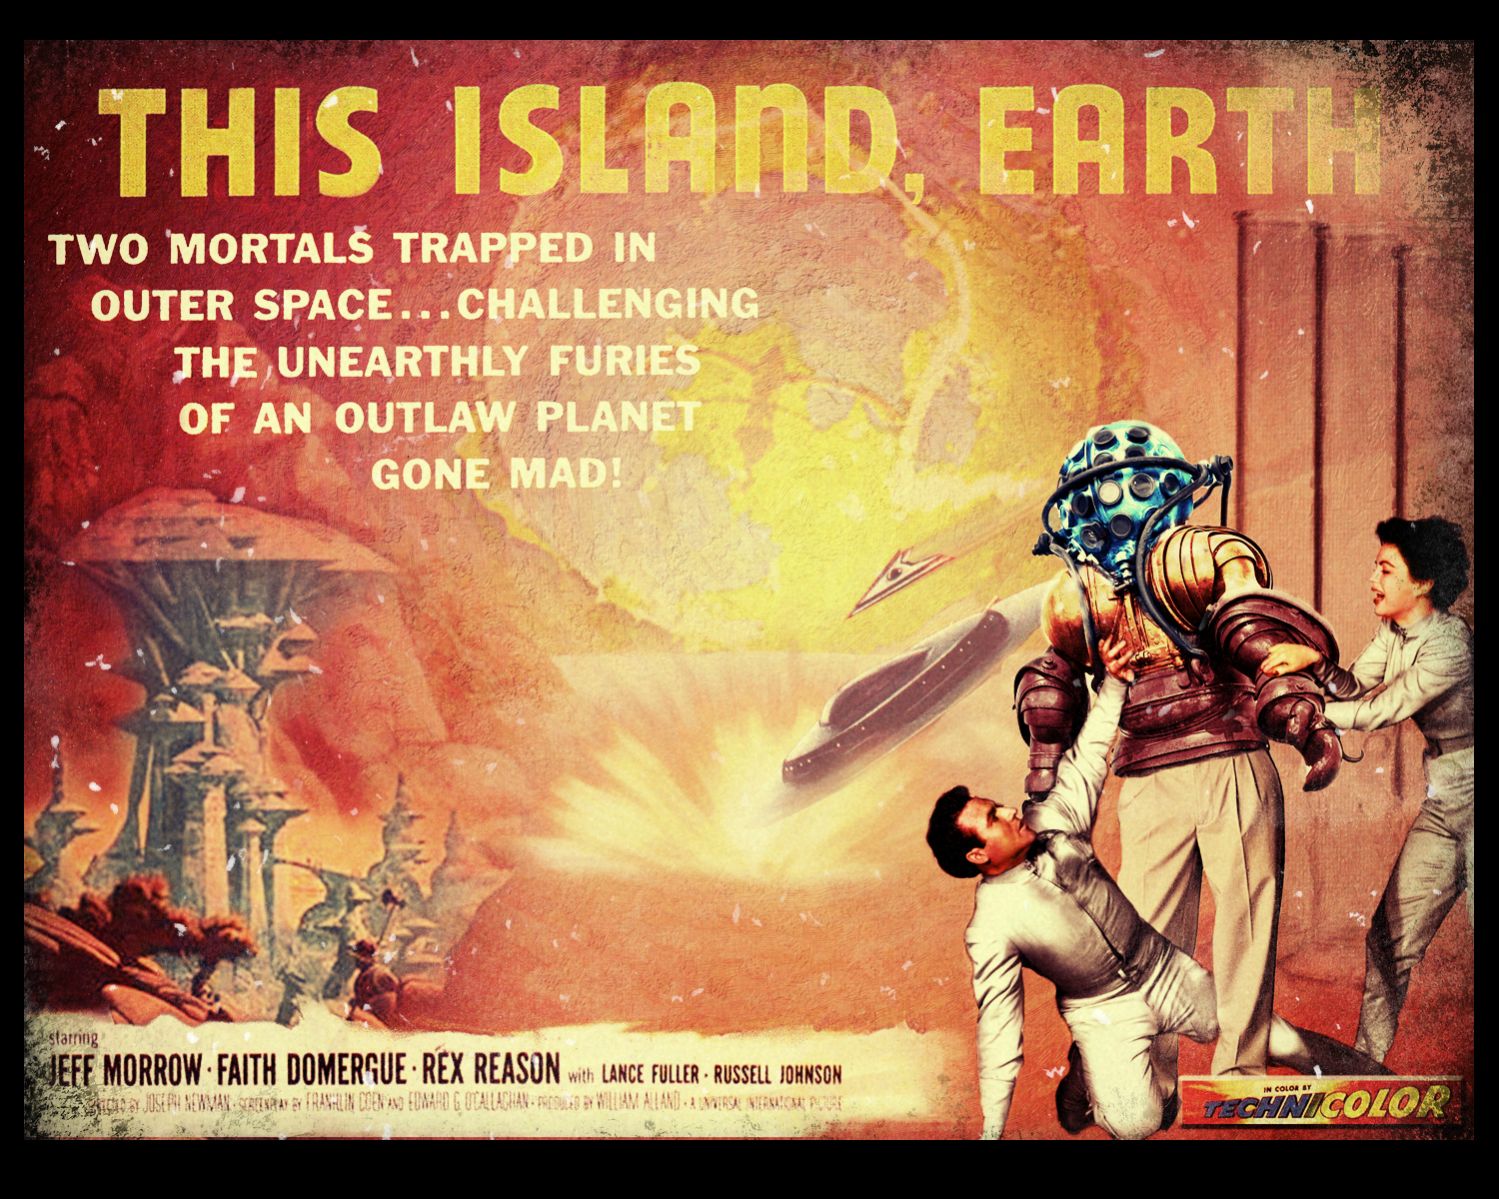 THIS ISLAND, EARTH
TWO MORTALS TRAPPED IN
OUTER SPACE...CHALLENGING
THE UNEARTHLY FURIES
OF AN OUTLAW PLANET
GONE MAD!
starring
JEFF MORROW · FAITH DOMERGUE · REX REASON with LANCE FULLER · RUSSELL JOHNSON
DIRECTED BY JOSEPH NEWMAN · SCREENPLAY BY FRANKLIN COEN AND EDWARD G. O'CALLAGHAN · PRODUCED BY WILLIAM ALLAND · A UNIVERSAL INTERNATIONAL PICTURE
IN COLOR BY
TECHNICOLOR